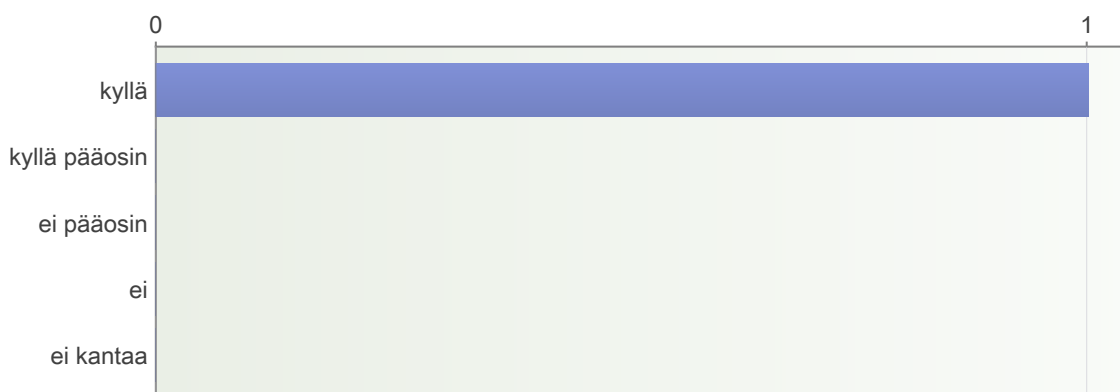 0 1
kyllä
kyllä pääosin
ei pääosin
ei
ei kantaa